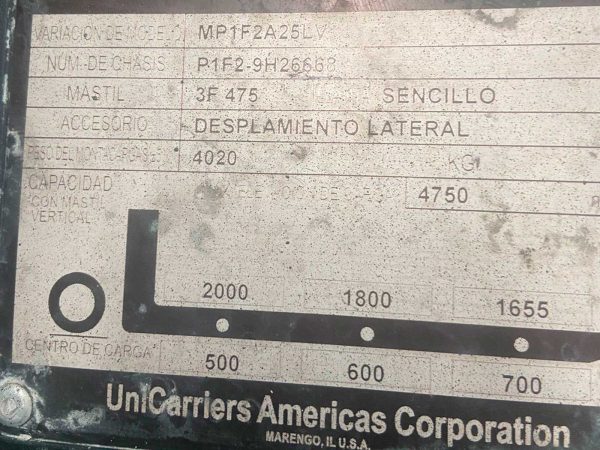 VARIACION DE MODELO MP1F2A25LV
NUM.-DE CHASIS P1F2-9H26668
MASTIL 3F 475 SENCILLO
ACCESORIO DESPLAMIENTO LATERAL
PESO DEL MONTACARGAS 4020 KG
CAPACIDAD 4750
CON MASTIL
VERTICAL
2000 1800 1655
CENTRO DE CARGA 500 600 700
UniCarriers Americas Corporation
MARENGO, IL U.S.A.